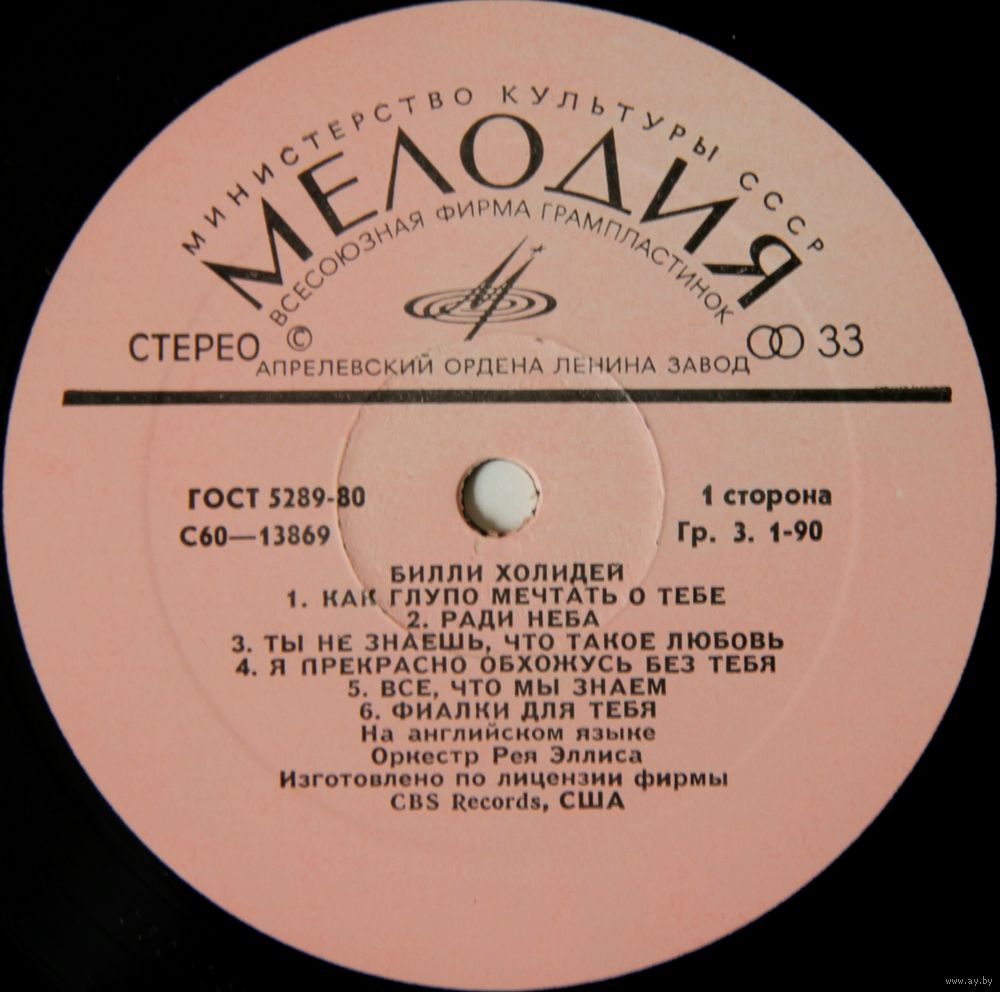 МИНИСТЕРСТВО КУЛЬТУРЫ СССР
МЕЛОДИЯ
ВСЕСОЮЗНАЯ ФИРМА ГРАМПЛАСТИНОК
СТЕРЕО © 33
АПРЕЛЕВСКИЙ ОРДЕНА ЛЕНИНА ЗАВОД
ГОСТ 5289-80 1 сторона
С60—13869 Гр. 3. 1-90
БИЛЛИ ХОЛИДЕЙ
1. КАК ГЛУПО МЕЧТАТЬ О ТЕБЕ
2. РАДИ НЕБА
3. ТЫ НЕ ЗНАЕШЬ, ЧТО ТАКОЕ ЛЮБОВЬ
4. Я ПРЕКРАСНО ОБХОЖУСЬ БЕЗ ТЕБЯ
5. ВСЕ, ЧТО МЫ ЗНАЕМ
6. ФИАЛКИ ДЛЯ ТЕБЯ
На английском языке
Оркестр Рея Эллиса
Изготовлено по лицензии фирмы
CBS Records, США
www.ay.by